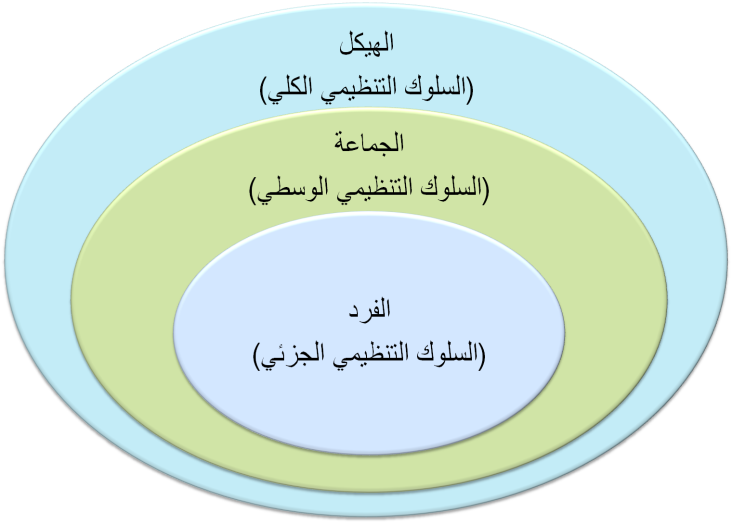 الهيكل
(السلوك التنظيمي الكلي)
الجماعة
(السلوك التنظيمي الوسطي)
الفرد
(السلوك التنظيمي الجزئي)